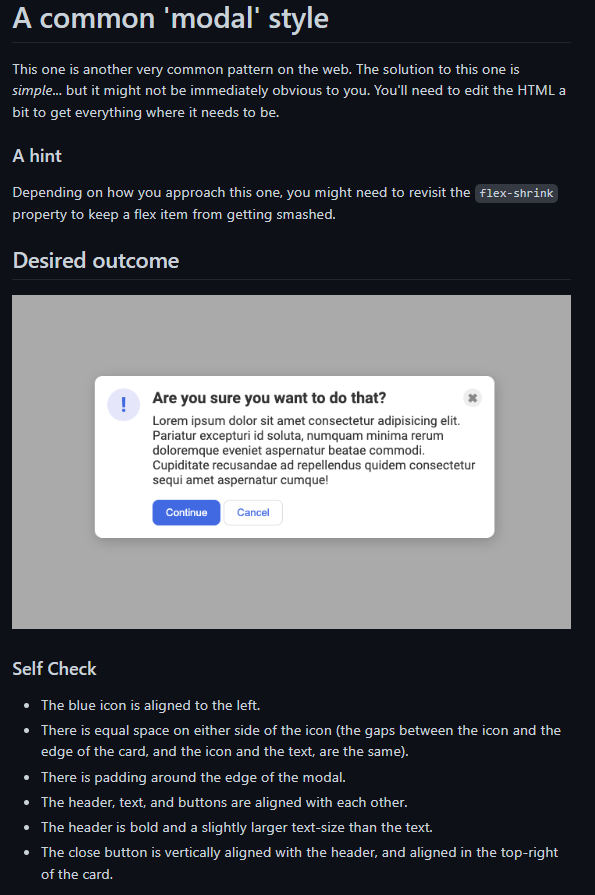 A common 'modal' style
This one is another very common pattern on the web. The solution to this one is
simple... but it might not be immediately obvious to you. You'll need to edit the HTML a
bit to get everything where it needs to be.
A hint
Depending on how you approach this one, you might need to revisit the flex-shrink
property to keep a flex item from getting smashed.
Desired outcome
!
Are you sure you want to do that?
✖
Lorem ipsum dolor sit amet consectetur adipisicing elit.
Pariatur excepturi id soluta, numquam minima rerum
doloremque eveniet aspernatur beatae commodi.
Cupiditate recusandae ad repellendus quidem consectetur
sequi amet aspernatur cumque!
Continue Cancel
Self Check
• The blue icon is aligned to the left.
• There is equal space on either side of the icon (the gaps between the icon and the
edge of the card, and the icon and the text, are the same).
• There is padding around the edge of the modal.
• The header, text, and buttons are aligned with each other.
• The header is bold and a slightly larger text-size than the text.
• The close button is vertically aligned with the header, and aligned in the top-right
of the card.